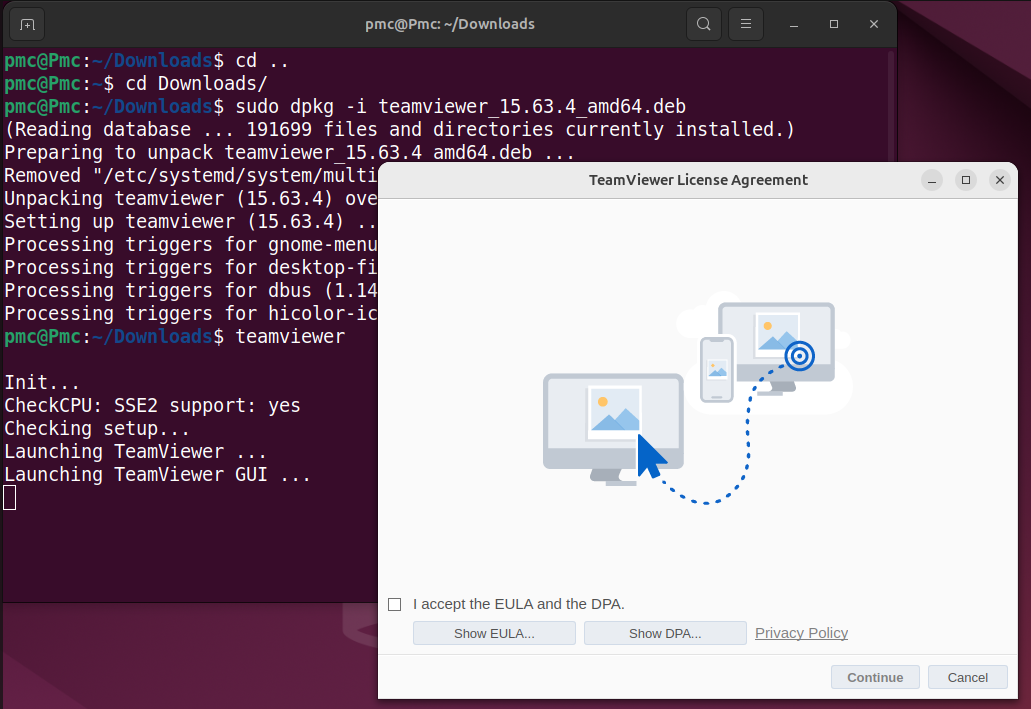 pmc@Pmc: ~/Downloads
pmc@Pmc:~/Downloads$ cd ..
pmc@Pmc:~$ cd Downloads/
pmc@Pmc:~/Downloads$ sudo dpkg -i teamviewer_15.63.4_amd64.deb
(Reading database ... 191699 files and directories currently installed.)
Preparing to unpack teamviewer_15.63.4_amd64.deb ...
Removed "/etc/systemd/system/multi
Unpacking teamviewer (15.63.4) ove
Setting up teamviewer (15.63.4) ..
Processing triggers for gnome-menu
Processing triggers for desktop-fi
Processing triggers for dbus (1.14
Processing triggers for hicolor-ic
pmc@Pmc:~/Downloads$ teamviewer
Init...
CheckCPU: SSE2 support: yes
Checking setup...
Launching TeamViewer ...
Launching TeamViewer GUI ...
TeamViewer License Agreement
I accept the EULA and the DPA.
Show EULA... Show DPA... Privacy Policy
Continue Cancel